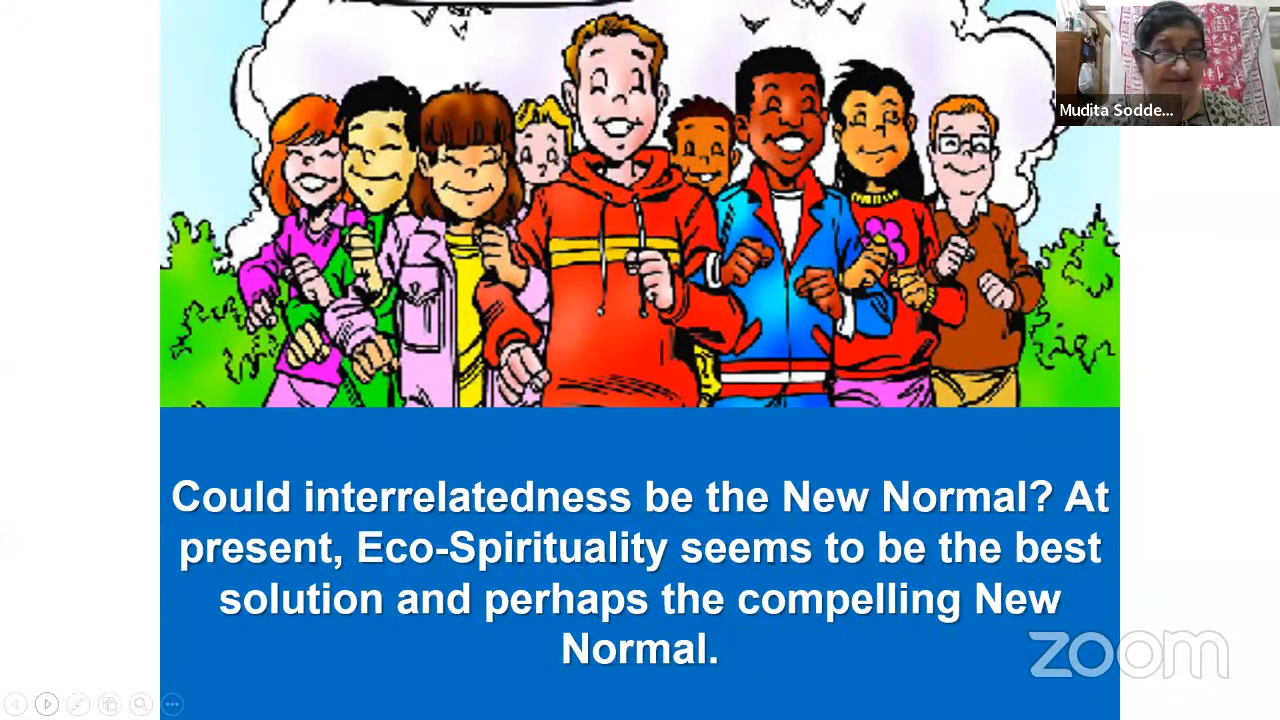 Mudita Sodde...
Could interrelatedness be the New Normal? At
present, Eco-Spirituality seems to be the best
solution and perhaps the compelling New
Normal.
zoom